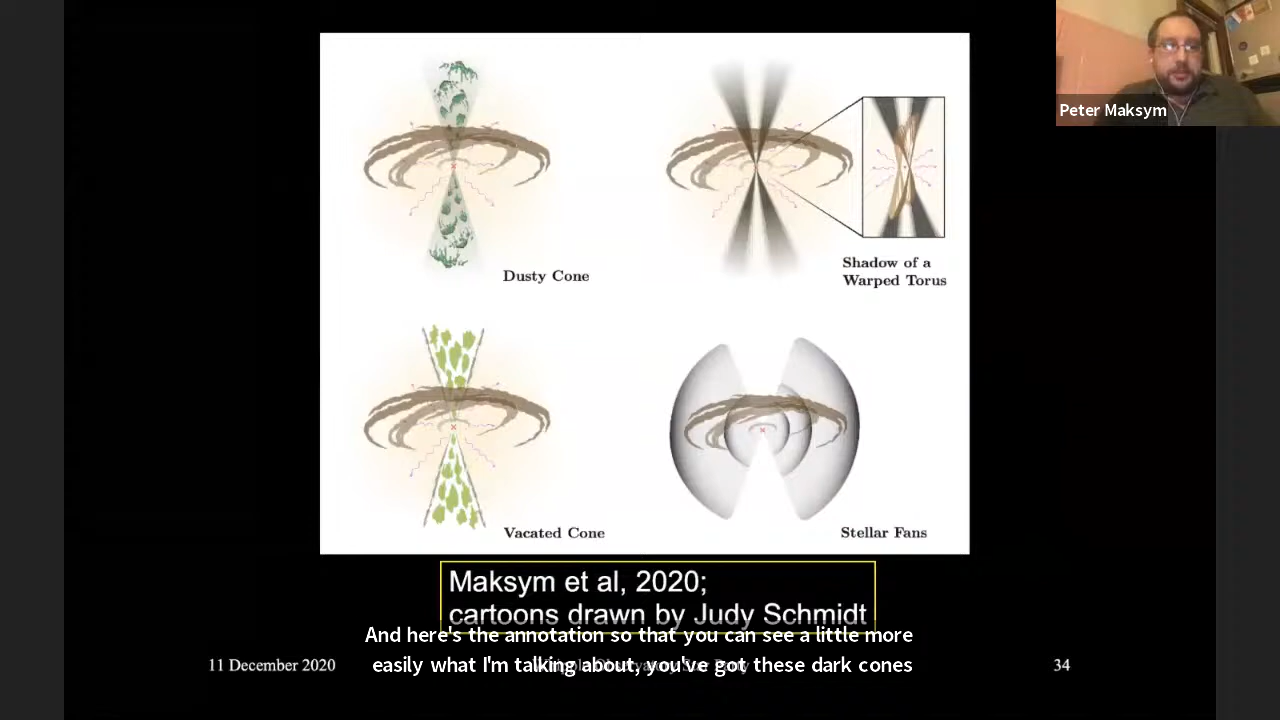 Peter Maksym
Dusty Cone
Shadow of a
Warped Torus
Vacated Cone
Stellar Fans
Maksym et al, 2020;
cartoons drawn by Judy Schmidt
And here's the annotation so that you can see a little more
easily what I'm talking about, you've got these dark cones
11 December 2020
34